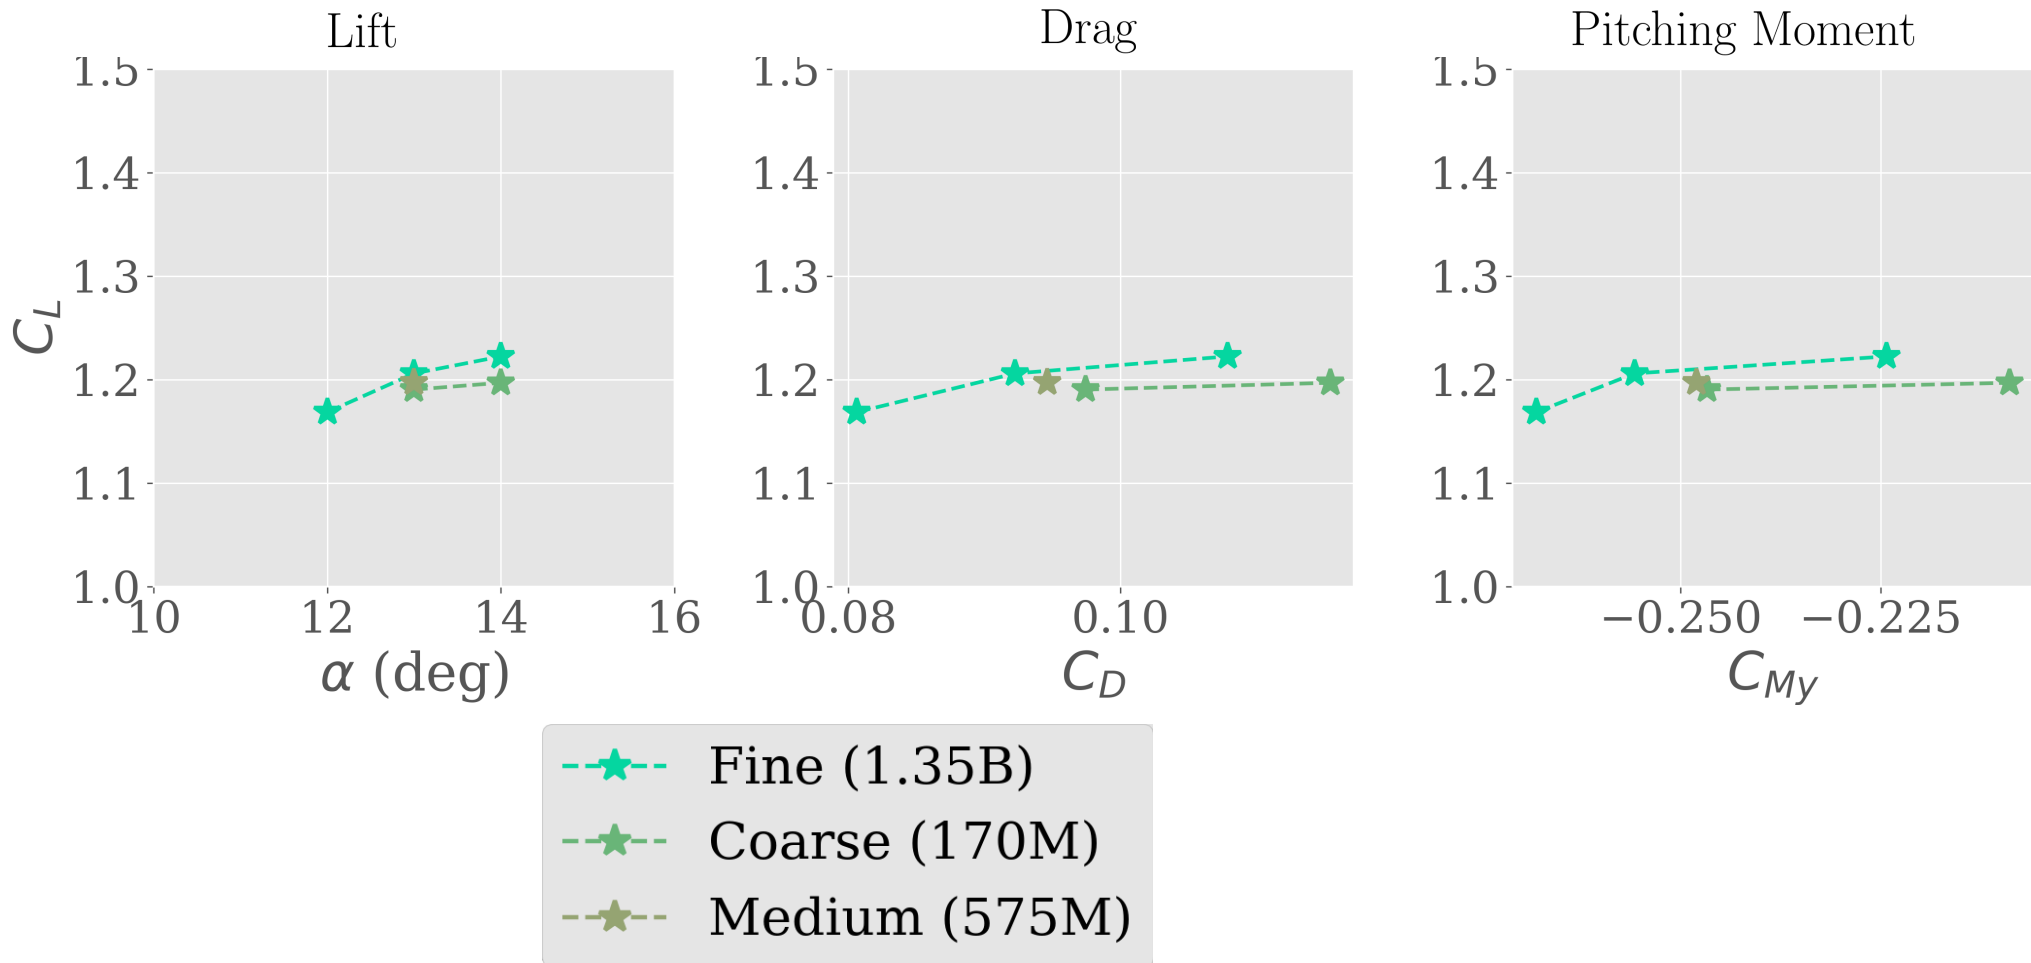 Lift
Drag
Pitching Moment
1.5
1.4
1.3
1.2
1.1
1.0
C_L
10 12 14 16
α (deg)
1.5
1.4
1.3
1.2
1.1
1.0
0.08 0.10
C_D
1.5
1.4
1.3
1.2
1.1
1.0
−0.250 −0.225
C_{My}
Fine (1.35B)
Coarse (170M)
Medium (575M)